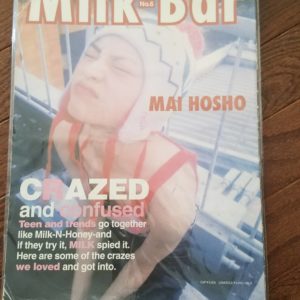 Milk Bar
No.6
MAI HOSHO
CRAZED
and confused
Teen and trends go together
like Milk-N-Honey-and
if they try it, MILK spied it.
Here are some of the crazes
we loved and got into.